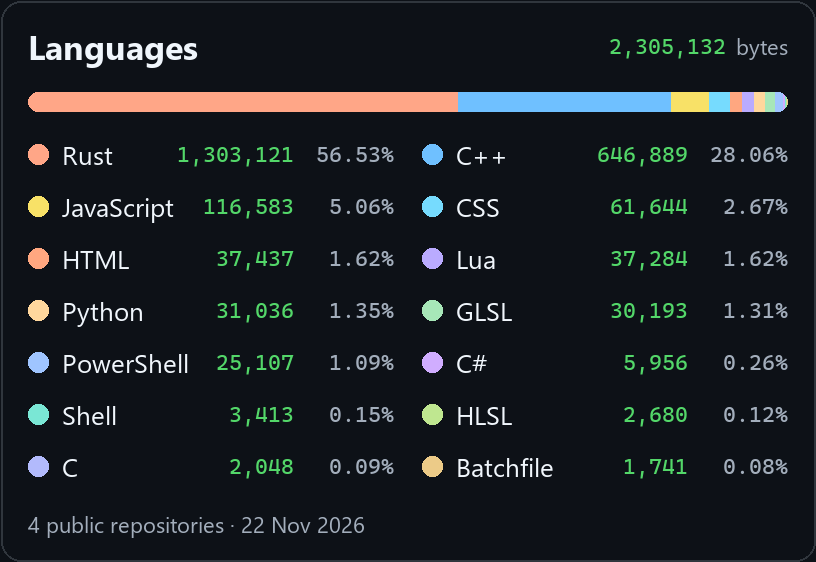 Languages 2,305,132 bytes
Rust 1,303,121 56.53% C++ 646,889 28.06%
JavaScript 116,583 5.06% CSS 61,644 2.67%
HTML 37,437 1.62% Lua 37,284 1.62%
Python 31,036 1.35% GLSL 30,193 1.31%
PowerShell 25,107 1.09% C# 5,956 0.26%
Shell 3,413 0.15% HLSL 2,680 0.12%
C 2,048 0.09% Batchfile 1,741 0.08%
4 public repositories · 22 Nov 2026